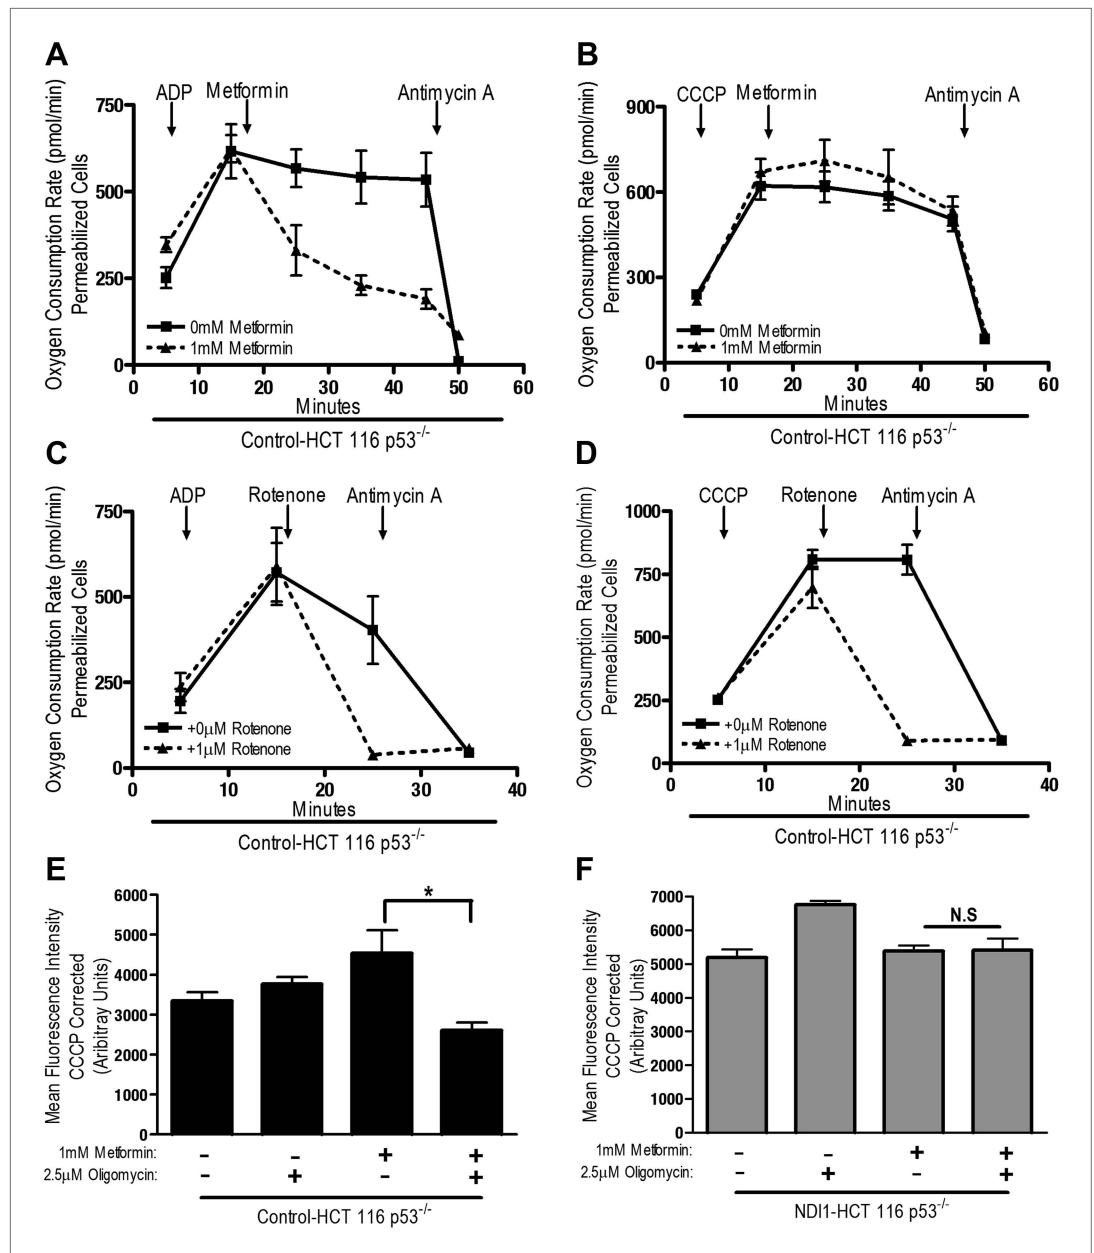 A
Oxygen Consumption Rate (pmol/min)
Permeabilized Cells
ADP
Metformin
Antimycin A
750
500
250
0
0mM Metformin
1mM Metformin
0 10 20 30 40 50 60
Minutes
Control-HCT 116 p53-/-
B
Oxygen Consumption Rate (pmol/min)
Permeabilized Cells
CCCP
Metformin
Antimycin A
900
600
300
0
0mM Metformin
1mM Metformin
0 10 20 30 40 50 60
Minutes
Control-HCT 116 p53-/-
C
Oxygen Consumption Rate (pmol/min)
Permeabilized Cells
ADP
Rotenone
Antimycin A
750
500
250
0
+0μM Rotenone
+1μM Rotenone
0 10 20 30 40
Minutes
Control-HCT 116 p53-/-
D
Oxygen Consumption Rate (pmol/min)
Permeabilized Cells
CCCP
Rotenone
Antimycin A
1000
750
500
250
0
+0μM Rotenone
+1μM Rotenone
0 10 20 30 40
Minutes
Control-HCT 116 p53-/-
E
Mean Fluorescence Intensity
CCCP Corrected
(Aribitray Units)
6000
5000
4000
3000
2000
1000
0
*
1mM Metformin: - - + +
2.5μM Oligomycin: - + - +
Control-HCT 116 p53-/-
F
Mean Fluorescence Intensity
CCCP Corrected
(Aribitray Units)
7000
6000
5000
4000
3000
2000
1000
0
N.S
1mM Metformin: - - + +
2.5μM Oligomycin: - + - +
NDI1-HCT 116 p53-/-